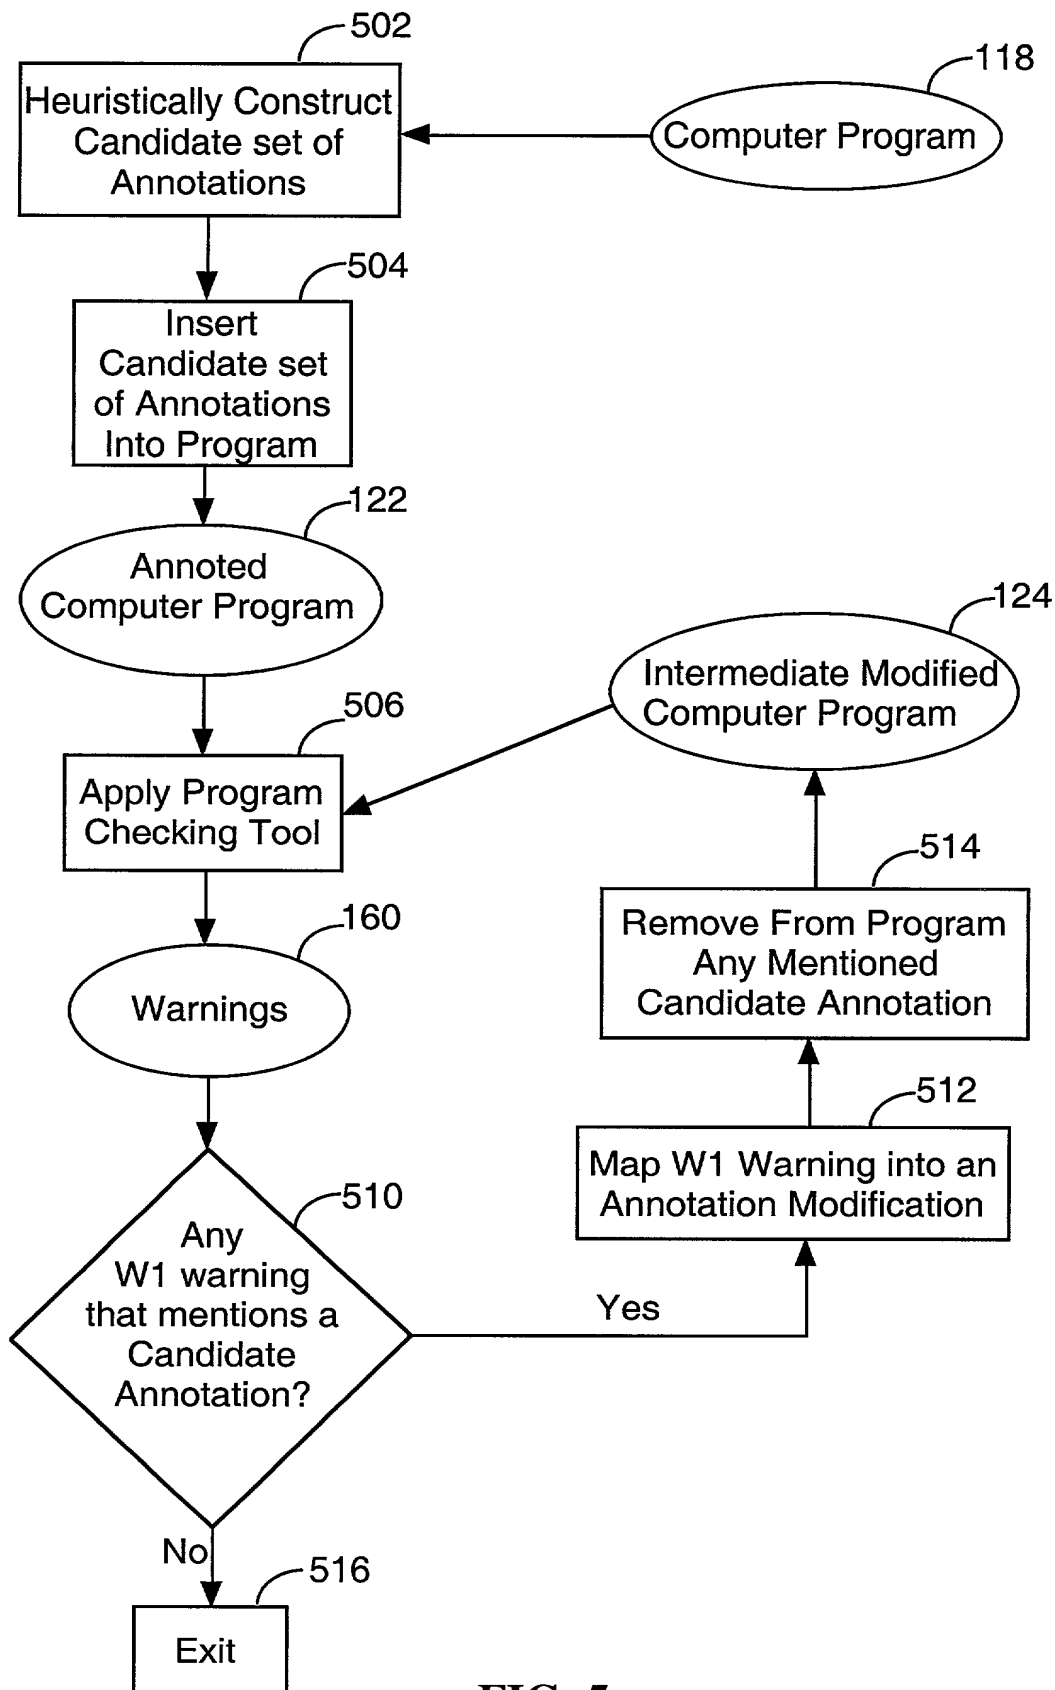 502
118
Heuristically Construct
Candidate set of
Annotations
Computer Program
504
Insert
Candidate set
of Annotations
Into Program
122
Annoted
Computer Program
124
Intermediate Modified
Computer Program
506
Apply Program
Checking Tool
514
Remove From Program
Any Mentioned
Candidate Annotation
160
Warnings
512
Map W1 Warning into an
Annotation Modification
510
Any
W1 warning
that mentions a
Candidate
Annotation?
Yes
No
516
Exit